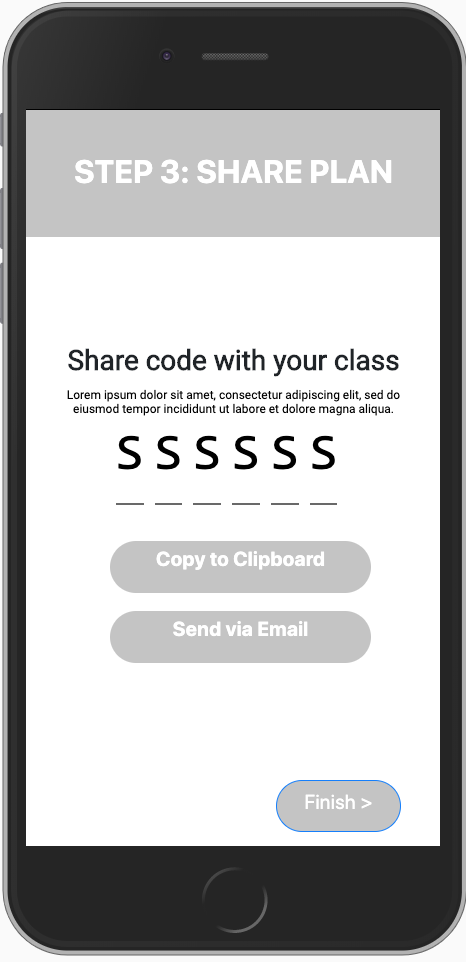 STEP 3: SHARE PLAN
Share code with your class
Lorem ipsum dolor sit amet, consectetur adipiscing elit, sed do
eiusmod tempor incididunt ut labore et dolore magna aliqua.
S S S S S S
Copy to Clipboard
Send via Email
Finish >